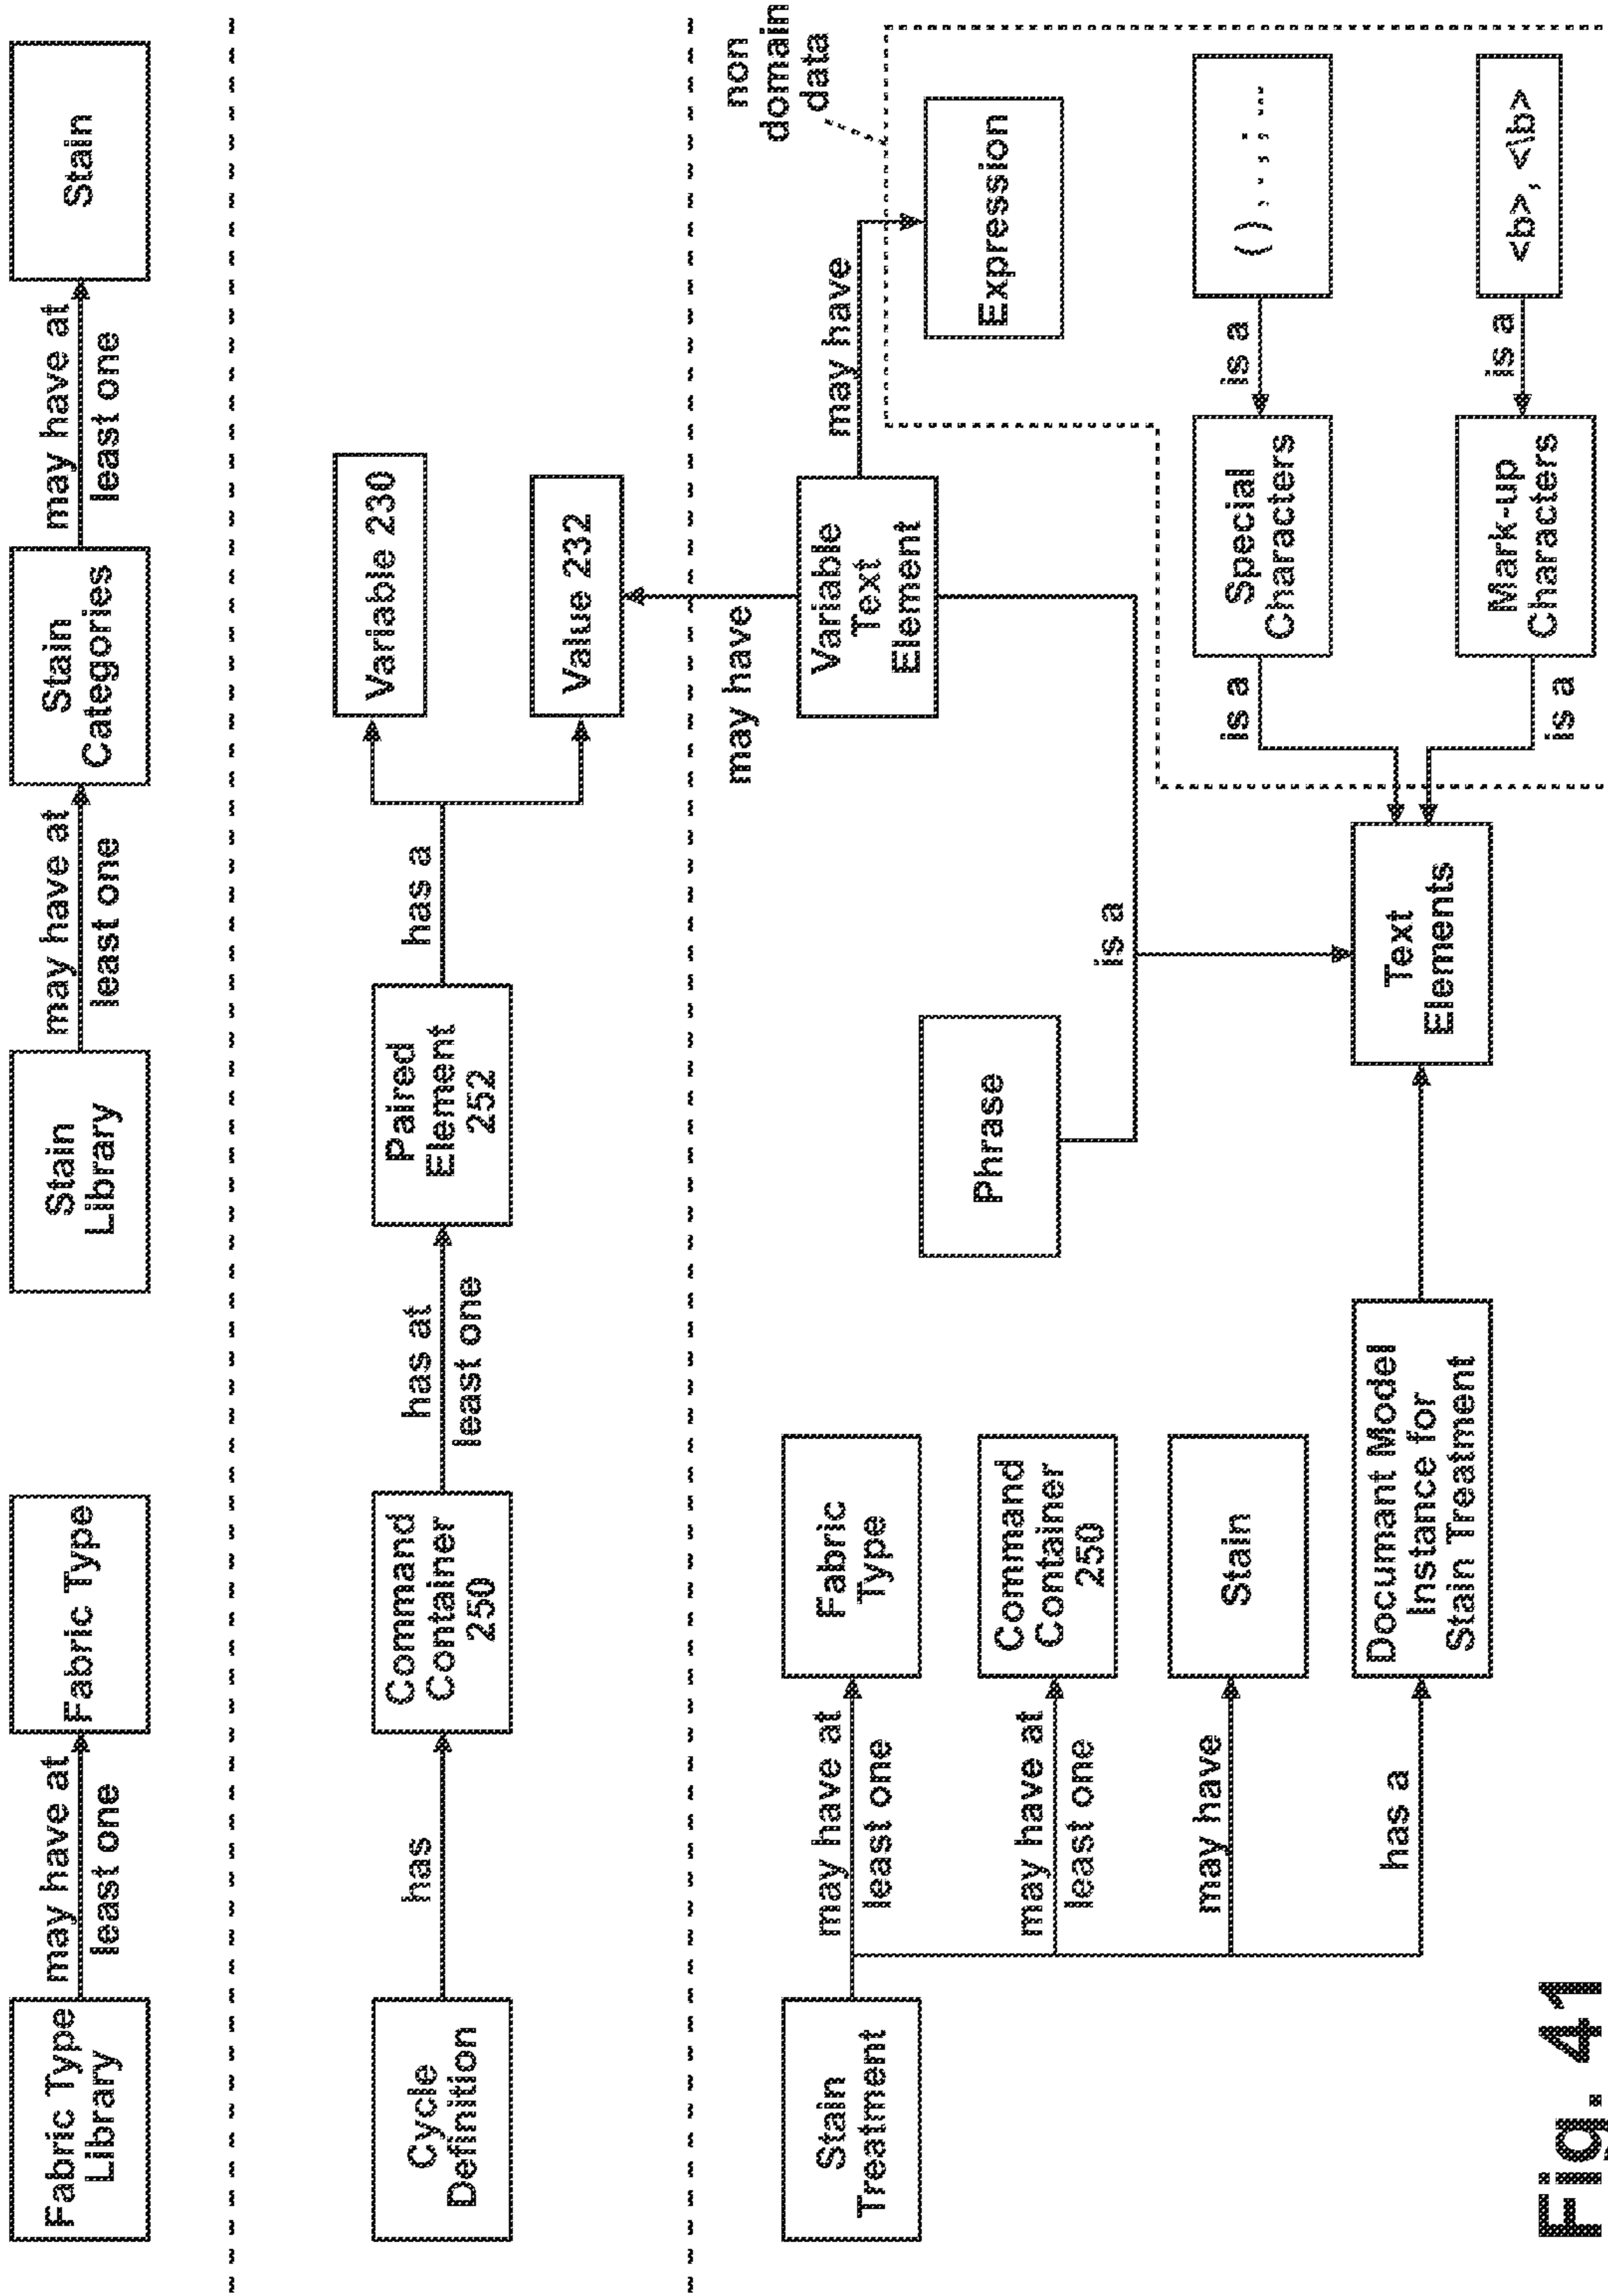 Fabric Type
Library
may have at
least one
Fabric Type
Stain
Library
may have at
least one
Stain
Categories
may have at
least one
Stain
Cycle
Definition
has
Command
Container
250
has at
least one
Paired
Element
252
has a
Variable 230
Value 232
may have
Stain
Treatment
may have at
least one
Fabric
Type
may have at
least one
Command
Container
250
may have
Stain
has a
Documant Model
Instance for
Stain Treatment
Phrase
is a
Text
Elements
Variable
Text
Element
may have
Expression
non
domain
data
is a
Special
Characters
is a
is a
Mark-up
Characters
is a
<b>, <\b>
Fig. 41